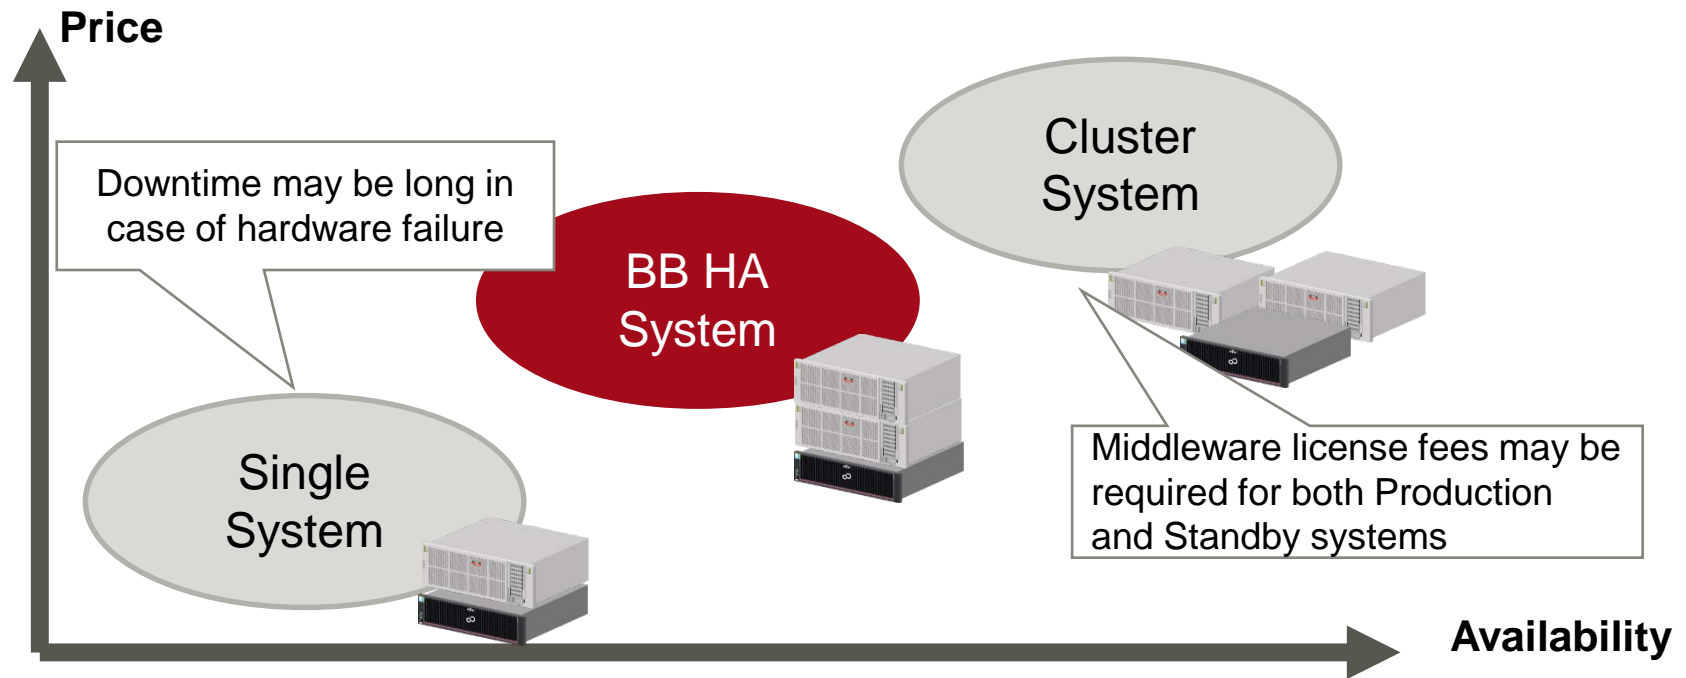 Price
Cluster
System
Downtime may be long in
case of hardware failure
BB HA
System
Single
System
Middleware license fees may be
required for both Production
and Standby systems
Availability